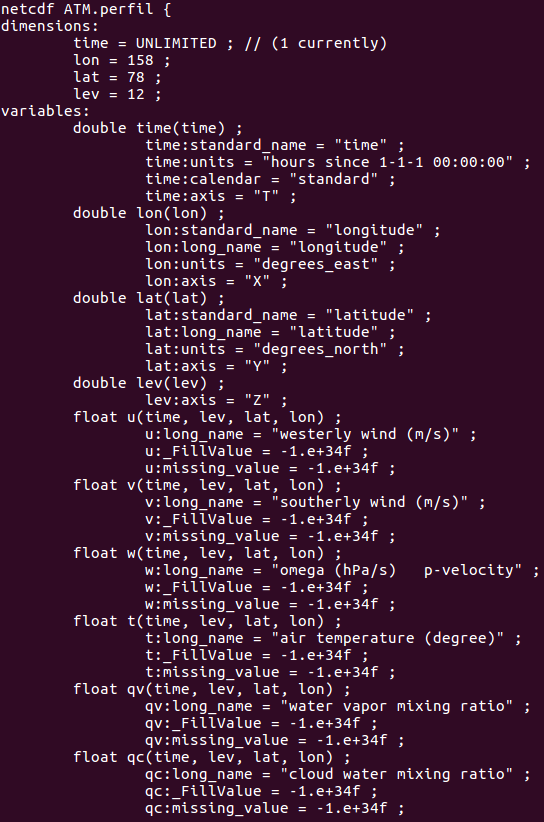 netcdf ATM.perfil {
dimensions:
        time = UNLIMITED ; // (1 currently)
        lon = 158 ;
        lat = 78 ;
        lev = 12 ;
variables:
        double time(time) ;
                time:standard_name = "time" ;
                time:units = "hours since 1-1-1 00:00:00" ;
                time:calendar = "standard" ;
                time:axis = "T" ;
        double lon(lon) ;
                lon:standard_name = "longitude" ;
                lon:long_name = "longitude" ;
                lon:units = "degrees_east" ;
                lon:axis = "X" ;
        double lat(lat) ;
                lat:standard_name = "latitude" ;
                lat:long_name = "latitude" ;
                lat:units = "degrees_north" ;
                lat:axis = "Y" ;
        double lev(lev) ;
                lev:axis = "Z" ;
        float u(time, lev, lat, lon) ;
                u:long_name = "westerly wind (m/s)" ;
                u:_FillValue = -1.e+34f ;
                u:missing_value = -1.e+34f ;
        float v(time, lev, lat, lon) ;
                v:long_name = "southerly wind (m/s)" ;
                v:_FillValue = -1.e+34f ;
                v:missing_value = -1.e+34f ;
        float w(time, lev, lat, lon) ;
                w:long_name = "omega (hPa/s)   p-velocity" ;
                w:_FillValue = -1.e+34f ;
                w:missing_value = -1.e+34f ;
        float t(time, lev, lat, lon) ;
                t:long_name = "air temperature (degree)" ;
                t:_FillValue = -1.e+34f ;
                t:missing_value = -1.e+34f ;
        float qv(time, lev, lat, lon) ;
                qv:long_name = "water vapor mixing ratio" ;
                qv:_FillValue = -1.e+34f ;
                qv:missing_value = -1.e+34f ;
        float qc(time, lev, lat, lon) ;
                qc:long_name = "cloud water mixing ratio" ;
                qc:_FillValue = -1.e+34f ;
                qc:missing_value = -1.e+34f ;